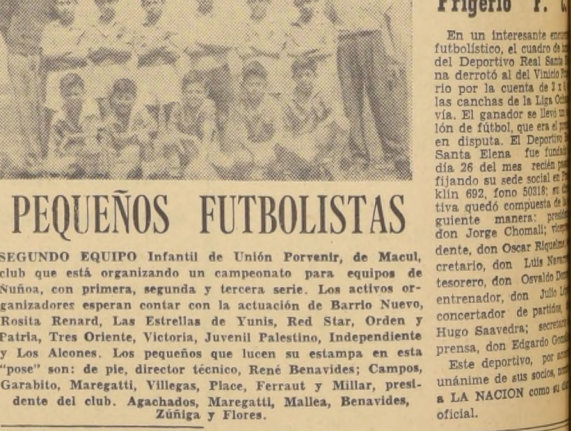 PEQUEÑOS FUTBOLISTAS
SEGUNDO EQUIPO Infantil de Unión Porvenir, de Macul,
club que está organizando un campeonato para equipos de
Ñuñoa, con primera, segunda y tercera serie. Los activos or-
ganizadores esperan contar con la actuación de Barrio Nuevo,
Rosita Renard, Las Estrellas de Yunis, Red Star, Orden y
Patria, Tres Oriente, Victoria, Juvenil Palestino, Independiente
y Los Alcones. Los pequeños que lucen su estampa en esta
"pose" son: de pie, director técnico, René Benavides; Campos,
Garabito, Maregatti, Villegas, Place, Ferraut y Millar, presi-
dente del club. Agachados, Maregatti, Mallea, Benavides,
Zúñiga y Flores.
Frigerio P.
En un interesante
futbolístico, el cuadro de
del Deportivo Real Santa
na derrotó al del Vinicio
rio por la cuenta de 3 x
las canchas de la Liga
vía. El ganador se llevó
lón de fútbol, que era el
en disputa. El Deportivo
Santa Elena fue
día 26 del mes recién
fijando su sede social en
klin 692, fono 50318; su
tiva quedó compuesta de
guiente manera:
don Jorge Chomali;
dente, don Oscar Riquelme
cretario, don Luis
tesorero, don Osvaldo
entrenador, don Julio
concertador de partidos,
Hugo Saavedra;
prensa, don Edgardo
Este deportivo, por
unánime de sus socios,
a LA NACION como su
oficial.